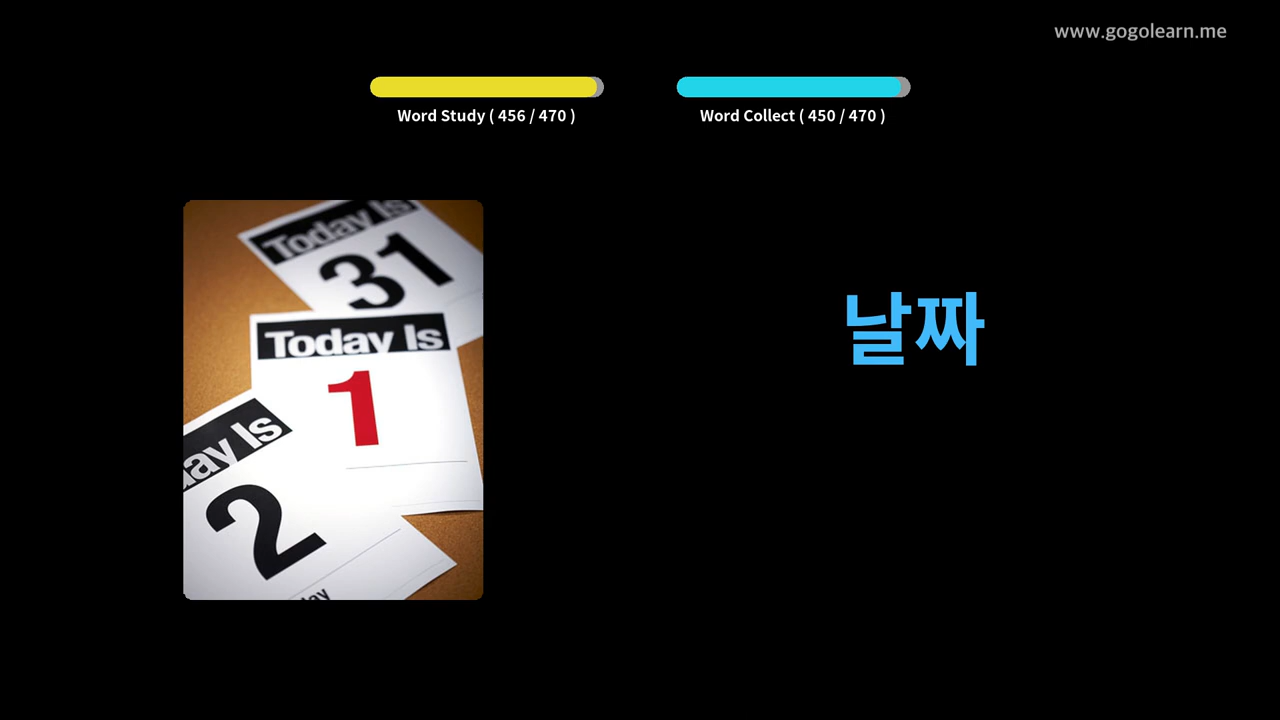 www.gogolearn.me
Word Study ( 456 / 470 )
Word Collect ( 450 / 470 )
Today Is
31
Today Is
1
날짜
ay Is
2